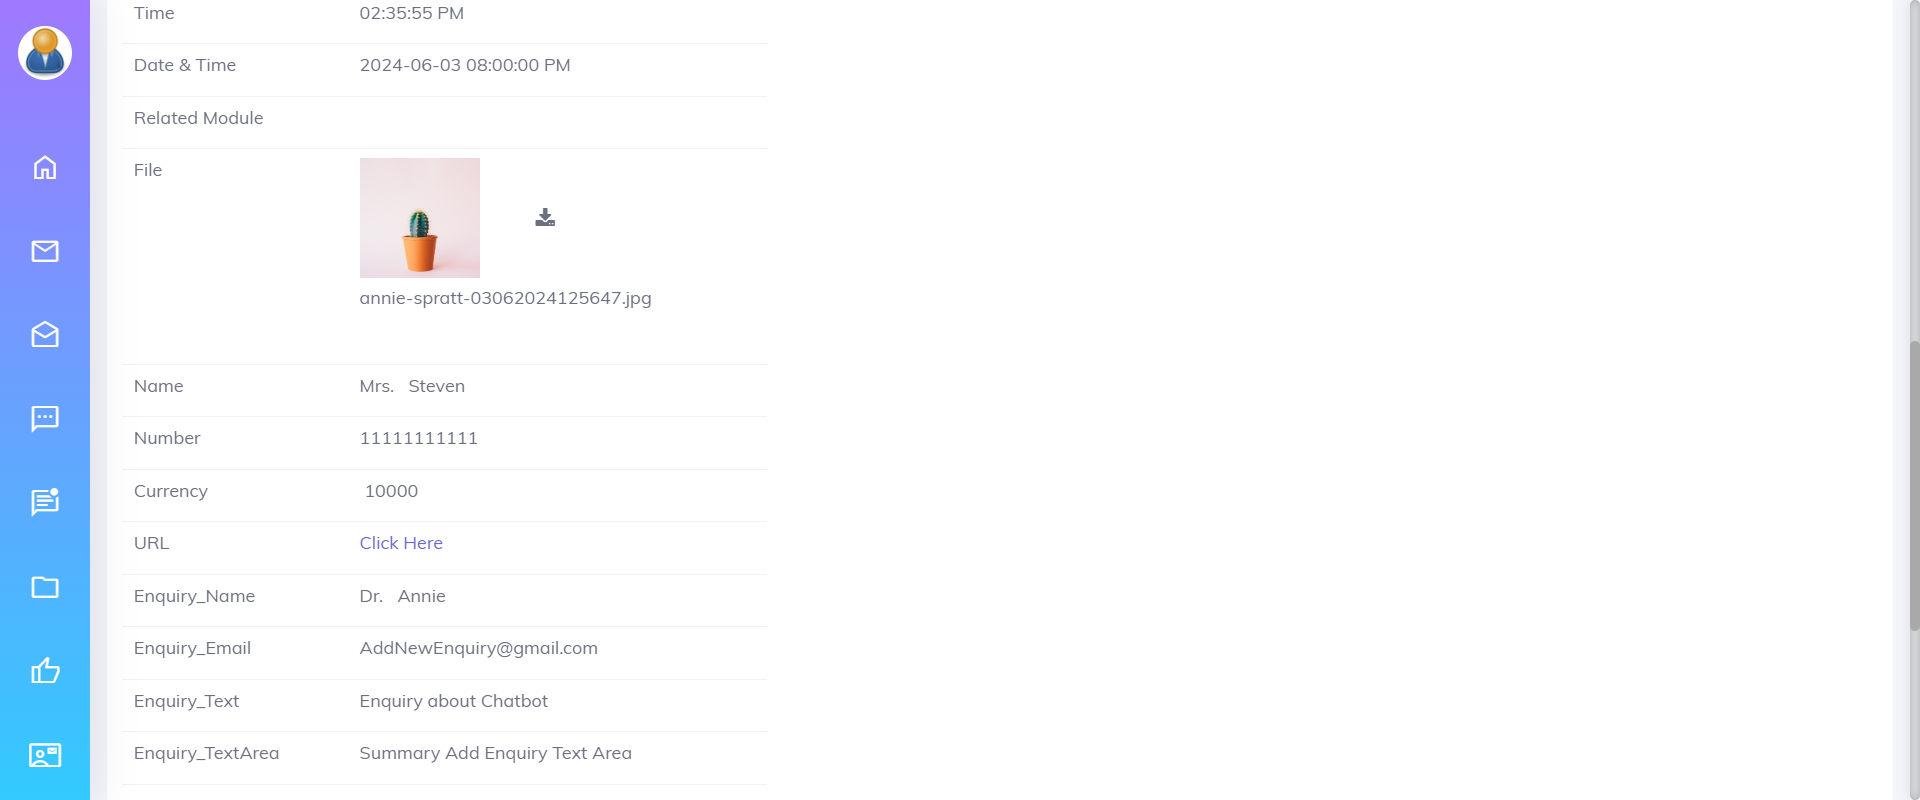 Time 02:35:55 PM
Date & Time 2024-06-03 08:00:00 PM
Related Module
File
annie-spratt-03062024125647.jpg
Name Mrs. Steven
Number 11111111111
Currency 10000
URL Click Here
Enquiry_Name Dr. Annie
Enquiry_Email AddNewEnquiry@gmail.com
Enquiry_Text Enquiry about Chatbot
Enquiry_TextArea Summary Add Enquiry Text Area